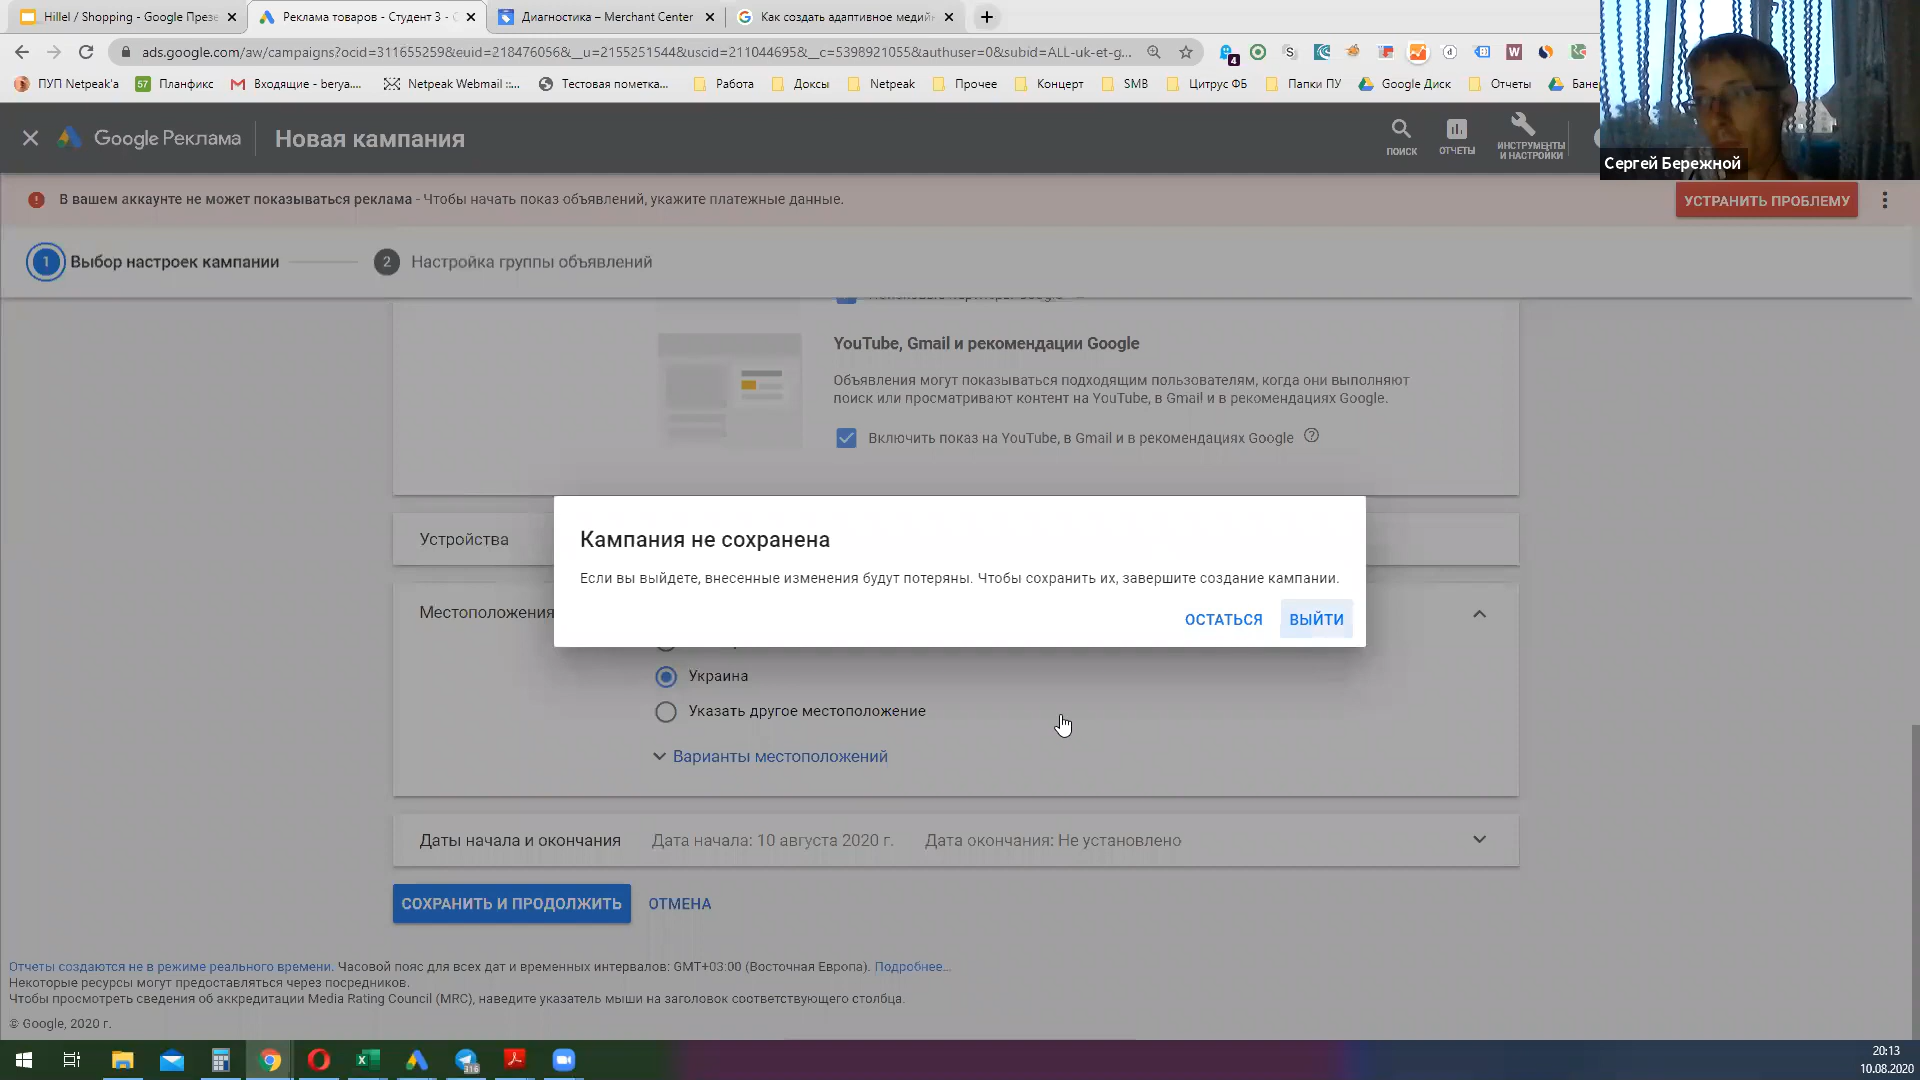 Hillel / Shopping - Google Презе
Реклама товаров - Студент 3 -
Диагностика – Merchant Center
Как создать адаптивное медий
ads.google.com/aw/campaigns?ocid=311655259&euid=218476056&__u=2155251544&uscid=211044695&__c=5398921055&authuser=0&subid=ALL-uk-et-g...
4
ПУП Netpeak'a
57 Планфикс
Входящие - berya...
Netpeak Webmail ::...
Тестовая пометка...
Работа
Доксы
Netpeak
Прочее
Концерт
SMB
Цитрус ФБ
Папки ПУ
Google Диск
Отчеты
Бане
Google Реклама
Новая кампания
ПОИСК
ОТЧЕТЫ
ИНСТРУМЕНТЫ
И НАСТРОЙКИ
Сергей Бережной
В вашем аккаунте не может показываться реклама - Чтобы начать показ объявлений, укажите платежные данные.
УСТРАНИТЬ ПРОБЛЕМУ
1 Выбор настроек кампании
2 Настройка группы объявлений
YouTube, Gmail и рекомендации Google
Объявления могут показываться подходящим пользователям, когда они выполняют
поиск или просматривают контент на YouTube, в Gmail и в рекомендациях Google.
Включить показ на YouTube, в Gmail и в рекомендациях Google
Кампания не сохранена
Если вы выйдете, внесенные изменения будут потеряны. Чтобы сохранить их, завершите создание кампании.
ОСТАТЬСЯ
ВЫЙТИ
Устройства
Местоположения
Украина
Указать другое местоположение
Варианты местоположений
Даты начала и окончания
Дата начала: 10 августа 2020 г.
Дата окончания: Не установлено
СОХРАНИТЬ И ПРОДОЛЖИТЬ
ОТМЕНА
Отчеты создаются не в режиме реального времени. Часовой пояс для всех дат и временных интервалов: GMT+03:00 (Восточная Европа). Подробнее...
Некоторые ресурсы могут предоставляться через посредников.
Чтобы просмотреть сведения об аккредитации Media Rating Council (MRC), наведите указатель мыши на заголовок соответствующего столбца.
© Google, 2020 г.
316
20:13
10.08.2020